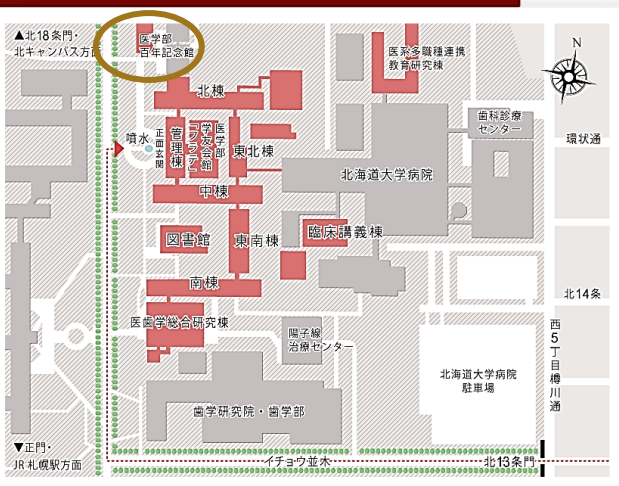 ▲北18条門・
北キャンパス方面
医学部
百年記念館
医系多職種連携
教育研究棟
N
北棟
歯科診療
センター
環状通
噴水
正面玄関
管理棟
医学部
学友会館
「フラテ」
東北棟
北海道大学病院
中棟
図書館
東南棟
臨床講義棟
南棟
北14条
医歯学総合研究棟
陽子線
治療センター
西5丁目樽川通
北海道大学病院
駐車場
歯学研究院・歯学部
▼正門・
JR札幌駅方面
イチョウ並木
北13条門